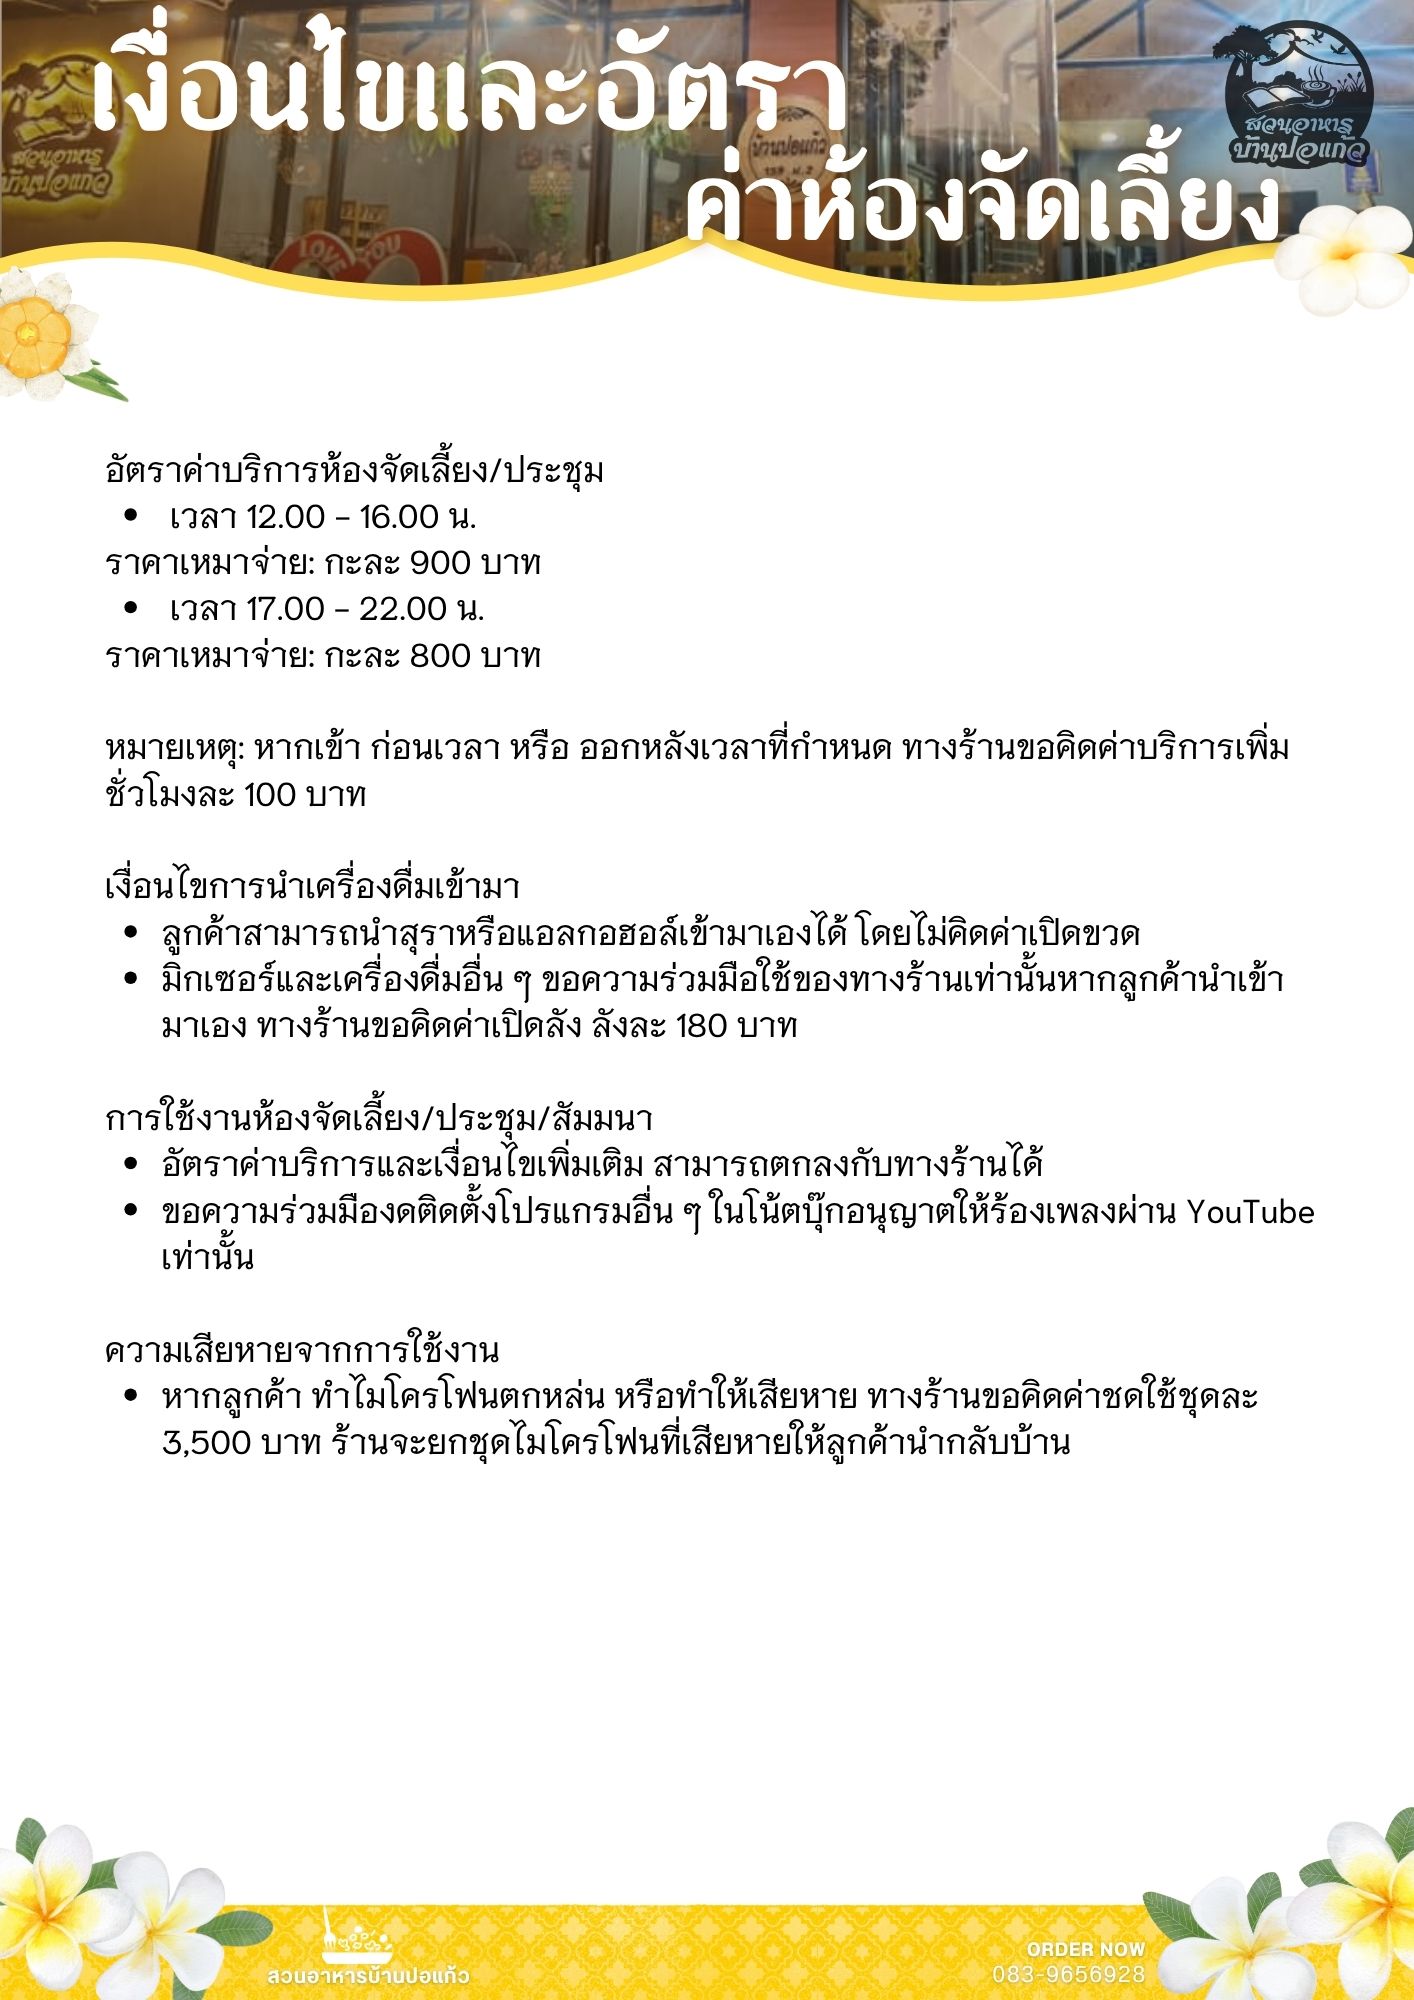 เงื่อนไขและอัตรา
ค่าห้องจัดเลี้ยง
สวนอาหาร
บ้านปอแก้ว
สวนอาหาร
บ้านปอแก้ว
บ้านปอแก้ว
LOVE YOU
อัตราค่าบริการห้องจัดเลี้ยง/ประชุม
• เวลา 12.00 – 16.00 น.
ราคาเหมาจ่าย: กะละ 900 บาท
• เวลา 17.00 – 22.00 น.
ราคาเหมาจ่าย: กะละ 800 บาท
หมายเหตุ: หากเข้า ก่อนเวลา หรือ ออกหลังเวลาที่กำหนด ทางร้านขอคิดค่าบริการเพิ่ม
ชั่วโมงละ 100 บาท
เงื่อนไขการนำเครื่องดื่มเข้ามา
• ลูกค้าสามารถนำสุราหรือแอลกอฮอล์เข้ามาเองได้ โดยไม่คิดค่าเปิดขวด
• มิกเซอร์และเครื่องดื่มอื่น ๆ ขอความร่วมมือใช้ของทางร้านเท่านั้นหากลูกค้านำเข้า
มาเอง ทางร้านขอคิดค่าเปิดลัง ลังละ 180 บาท
การใช้งานห้องจัดเลี้ยง/ประชุม/สัมมนา
• อัตราค่าบริการและเงื่อนไขเพิ่มเติม สามารถตกลงกับทางร้านได้
• ขอความร่วมมืองดติดตั้งโปรแกรมอื่น ๆ ในโน้ตบุ๊กอนุญาตให้ร้องเพลงผ่าน YouTube
เท่านั้น
ความเสียหายจากการใช้งาน
• หากลูกค้า ทำไมโครโฟนตกหล่น หรือทำให้เสียหาย ทางร้านขอคิดค่าชดใช้ชุดละ
3,500 บาท ร้านจะยกชุดไมโครโฟนที่เสียหายให้ลูกค้านำกลับบ้าน
สวนอาหารบ้านปอแก้ว
ORDER NOW
083-9656928